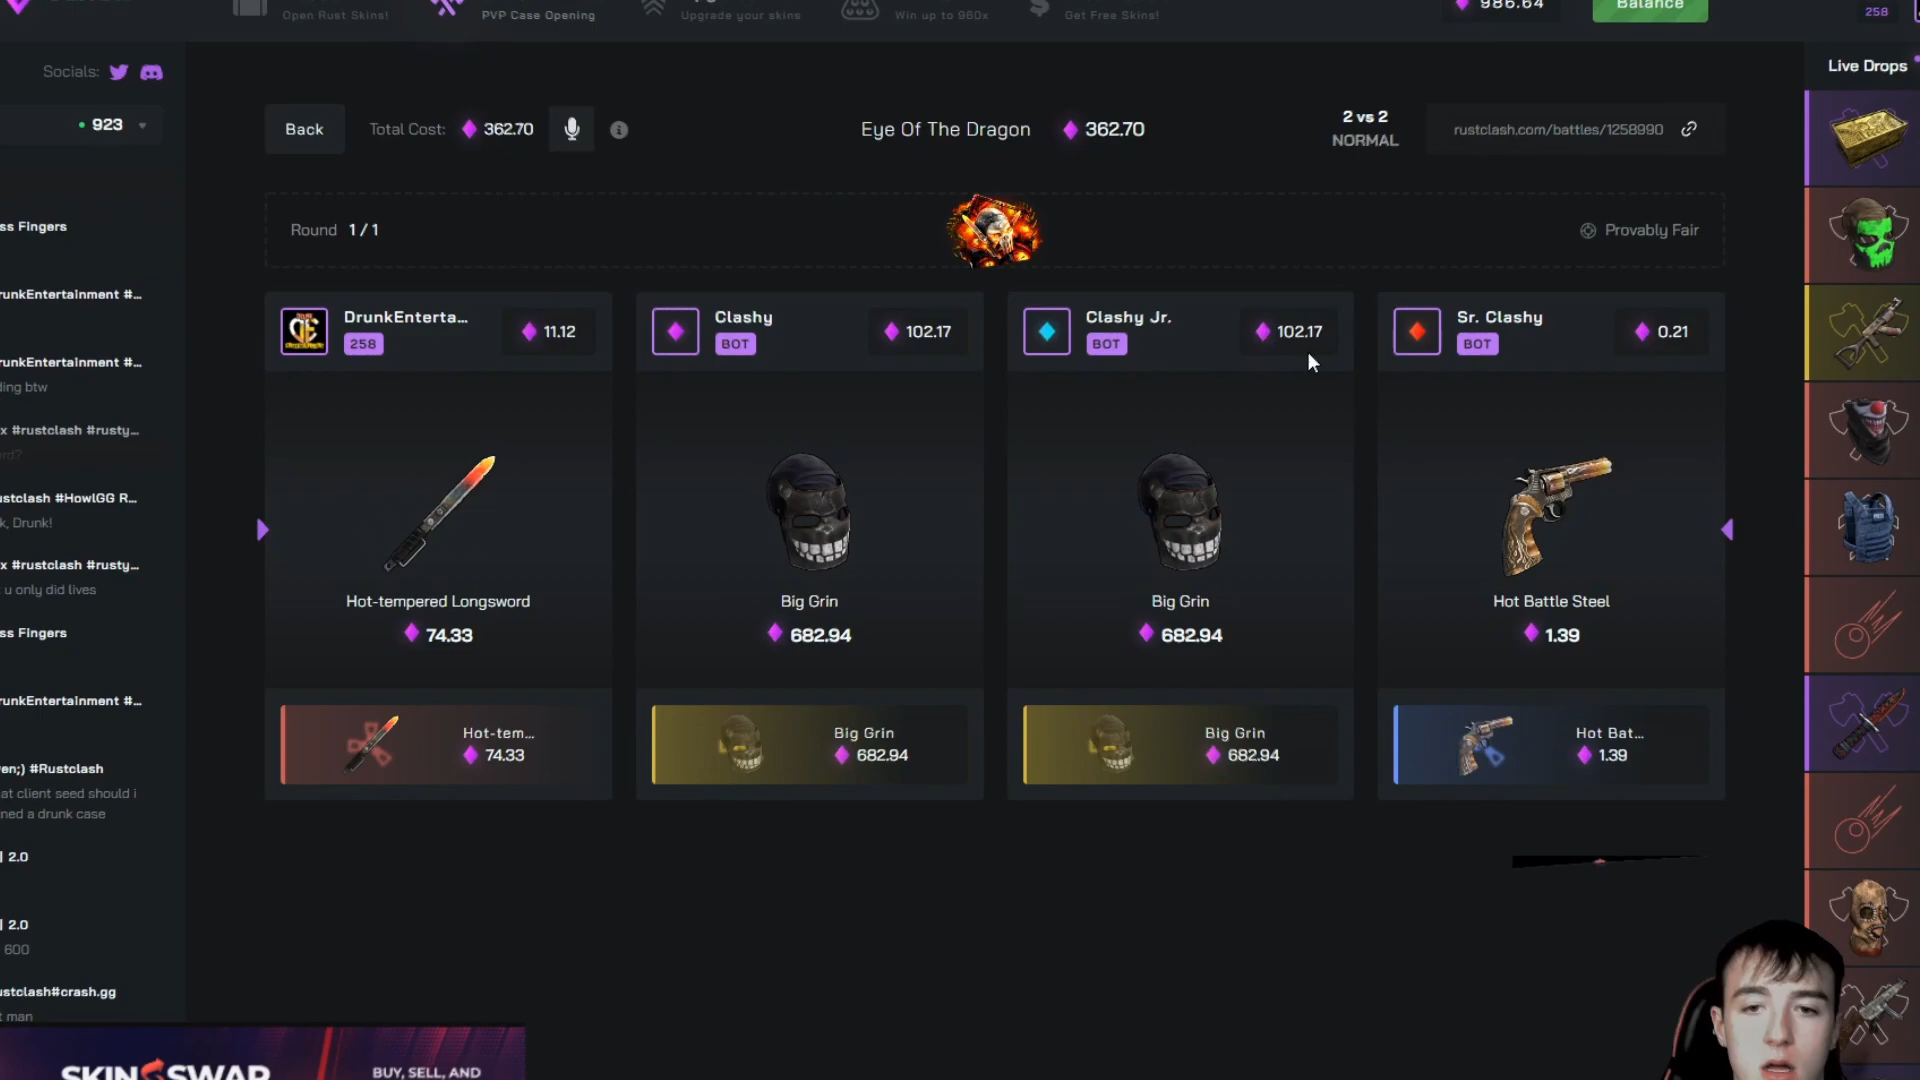 Open Rust Skins!
PVP Case Opening
Upgrade your skins
Win up to 960x
Get Free Skins!
986.64
Balance
258
Socials:
923
Live Drops
Back
Total Cost:
362.70
Eye Of The Dragon
362.70
2 vs 2
NORMAL
rustclash.com/battles/1258990
Round 1 / 1
Provably Fair
DrunkEnterta...
258
11.12
Clashy
BOT
102.17
Clashy Jr.
BOT
102.17
Sr. Clashy
BOT
0.21
Hot-tempered Longsword
74.33
Big Grin
682.94
Big Grin
682.94
Hot Battle Steel
1.39
Hot-tem...
74.33
Big Grin
682.94
Big Grin
682.94
Hot Bat...
1.39
ss Fingers
runkEntertainment #...
runkEntertainment #...
ding btw
x #rustclash #rusty...
rd?
ustclash #HowlGG R...
k, Drunk!
x #rustclash #rusty...
t u only did lives
ss Fingers
runkEntertainment #...
en;) #Rustclash
at client seed should i
ned a drunk case
| 2.0
| 2.0
600
ustclash#crash.gg
t man
SKINSWAP
BUY, SELL, AND